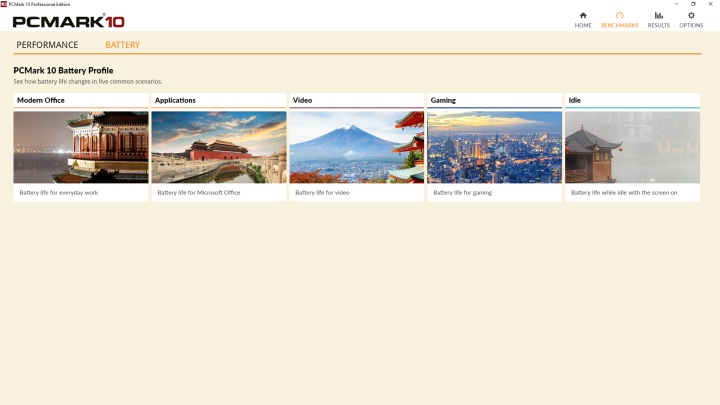 PCMark 10 Professional Edition
PCMARK 10
HOME
BENCHMARKS
RESULTS
OPTIONS
PERFORMANCE
BATTERY
PCMark 10 Battery Profile
See how battery life changes in five common scenarios.
Modern Office
Applications
Video
Gaming
Idle
Battery life for everyday work
Battery life for Microsoft Office
Battery life for video
Battery life for gaming
Battery life while idle with the screen on